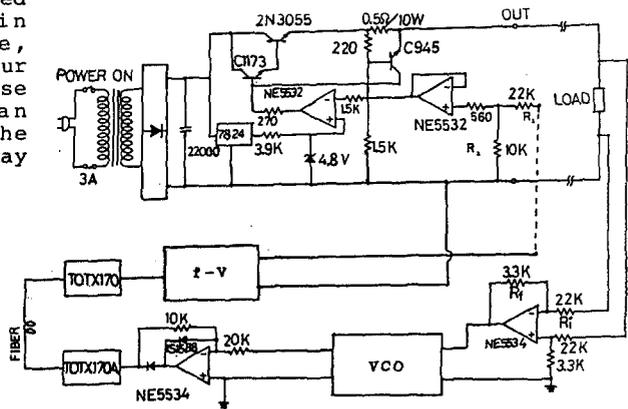 ed
in
e,
ur
se
an
he
ay
POWER ON
3A
22000
2N3055
0.5Ω/10W
OUT
220
C945
C1173
NE5532
270
1.5K
7824
3.9K
4.8V
1.5K
NE5532
560
22K
R₁
R₂
10K
LOAD
FIBER
TOTX170
f-V
TOTX170A
10K
1S1588
20K
NE5534
VCO
3.3K
Rf
22K
Ri
NE5534
22K
3.3K